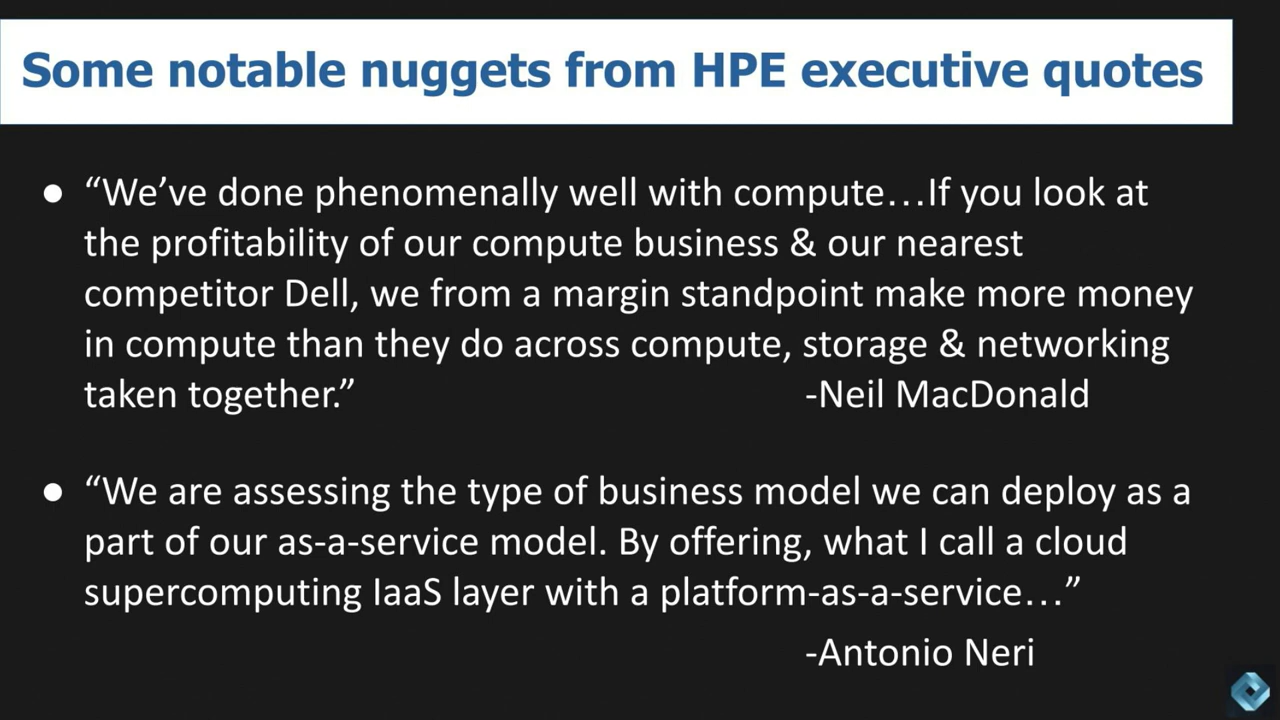 Some notable nuggets from HPE executive quotes
● “We’ve done phenomenally well with compute…If you look at
the profitability of our compute business & our nearest
competitor Dell, we from a margin standpoint make more money
in compute than they do across compute, storage & networking
taken together.” -Neil MacDonald
● “We are assessing the type of business model we can deploy as a
part of our as-a-service model. By offering, what I call a cloud
supercomputing IaaS layer with a platform-as-a-service…”
-Antonio Neri